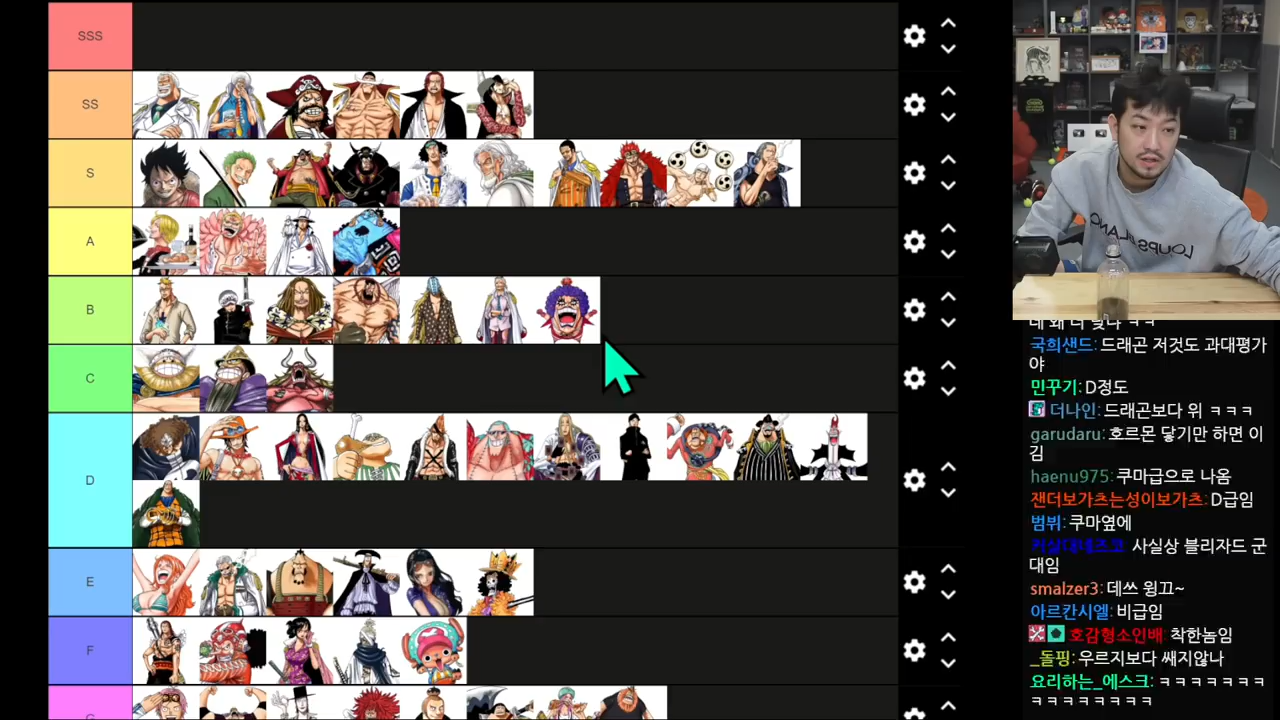 SSS
SS
S
A
B
C
D
E
F
G
LOUPS
국희샌드: 드래곤 저것도 과대평가
야
민꾸기: D정도
더나인: 드래곤보다 위 ㅋㅋㅋ
garudaru: 호르몬 닿기만 하면 이
김
haenu975: 쿠마급으로 나옴
잰더보가츠는성이보가츠: D급임
범뷔: 쿠마옆에
사실상 블리자드 군
대임
smalzer3: 데쓰 윙끄~
아르칸시엘: 비급임
호감형소인배: 착한놈임
_돌핑: 우르지보다 쌔지않나
요리하는_에스크: ㅋㅋㅋㅋㅋㅋㅋ
ㅋㅋㅋㅋㅋㅋㅋㅋ